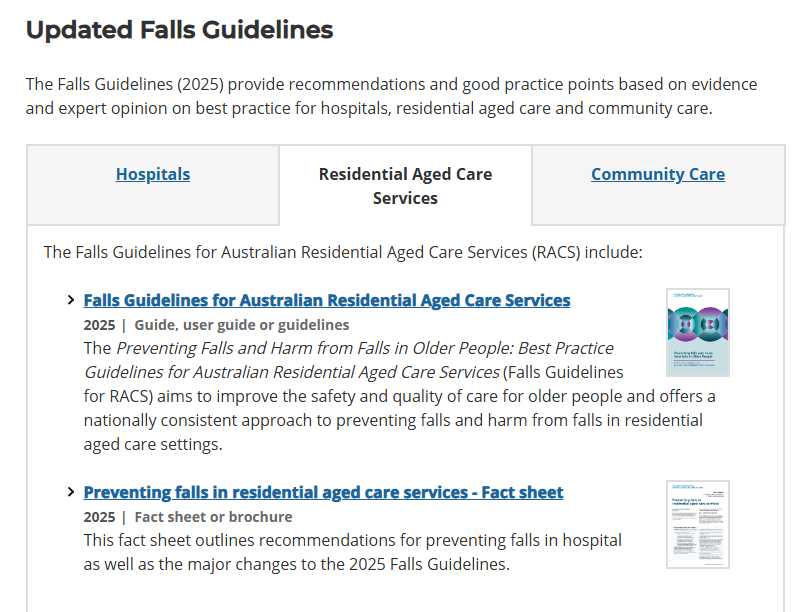 Updated Falls Guidelines
The Falls Guidelines (2025) provide recommendations and good practice points based on evidence
and expert opinion on best practice for hospitals, residential aged care and community care.
Hospitals
Residential Aged Care
Services
Community Care
The Falls Guidelines for Australian Residential Aged Care Services (RACS) include:
Falls Guidelines for Australian Residential Aged Care Services
2025 | Guide, user guide or guidelines
The Preventing Falls and Harm from Falls in Older People: Best Practice
Guidelines for Australian Residential Aged Care Services (Falls Guidelines
for RACS) aims to improve the safety and quality of care for older people and offers a
nationally consistent approach to preventing falls and harm from falls in residential
aged care settings.
Preventing falls in residential aged care services - Fact sheet
2025 | Fact sheet or brochure
This fact sheet outlines recommendations for preventing falls in hospital
as well as the major changes to the 2025 Falls Guidelines.